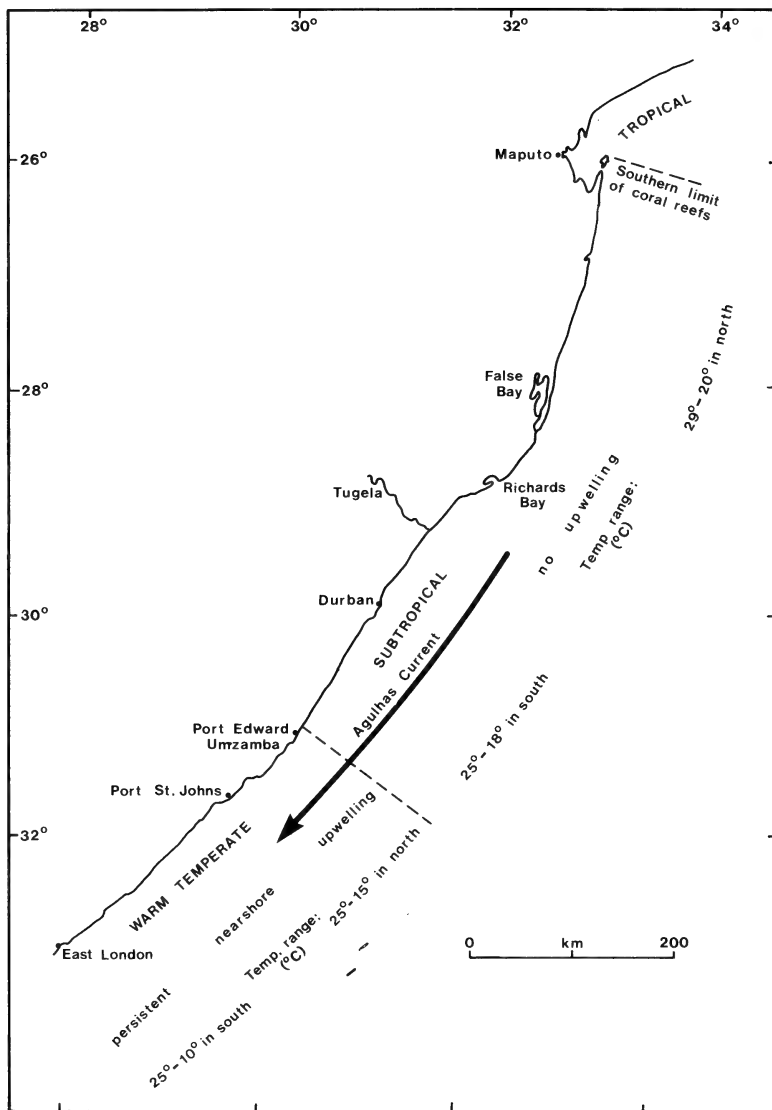 28°
30°
32°
34°
26°
28°
30°
32°
TROPICAL
Maputo
Southern limit
of coral reefs
29°-20° in north
False
Bay
Tugela
Richards
Bay
no upwelling
Temp. range:
(°C)
Durban
SUBTROPICAL
Agulhas Current
25°-18° in south
Port Edward
Umzamba
Port St. Johns
WARM TEMPERATE
persistent nearshore upwelling
Temp. range:
(°C)
25°-15° in north
East London
25°-10° in south
0 km 200